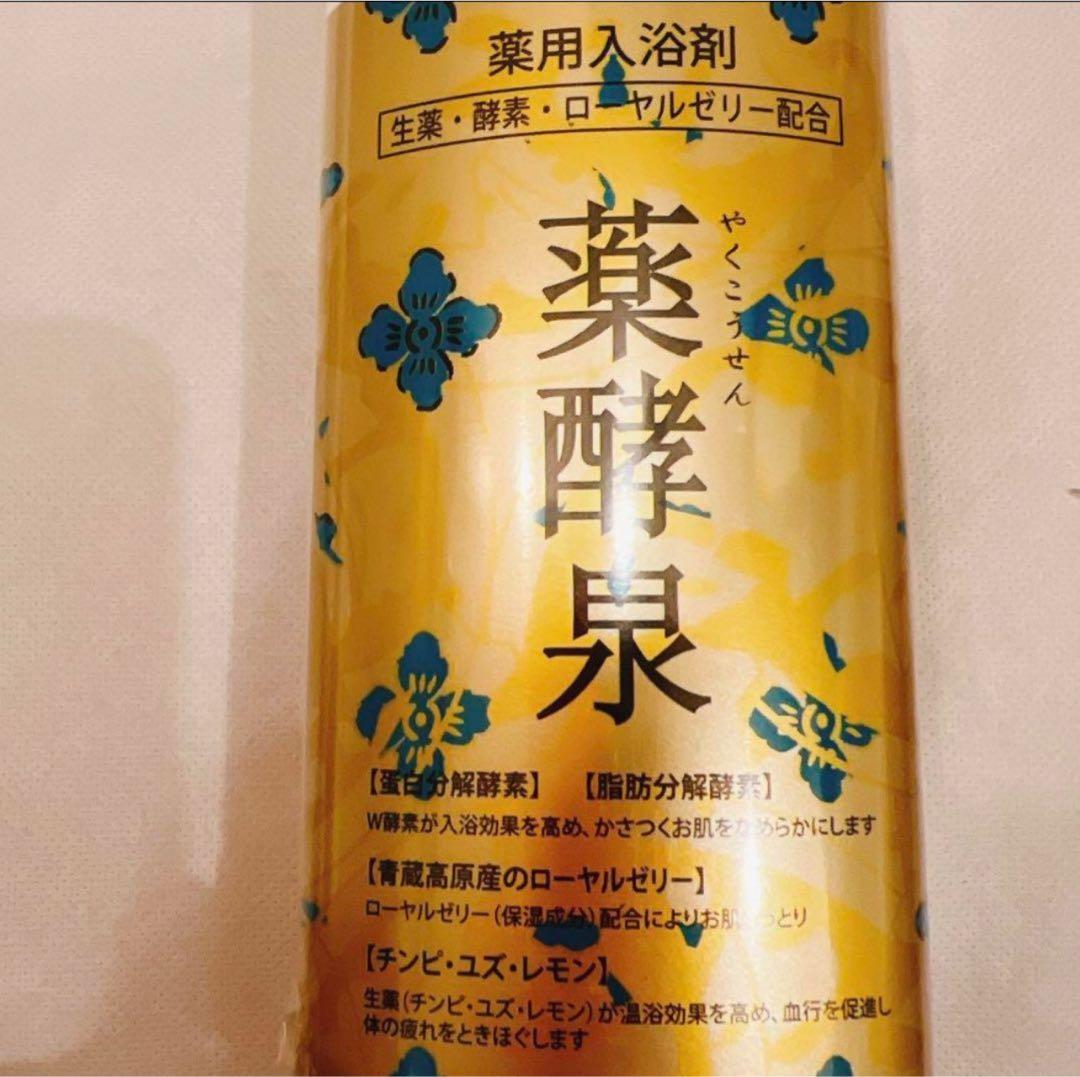 薬用入浴剤
生薬・酵素・ローヤルゼリー配合
薬酵泉
やくこうせん
【蛋白分解酵素】 【脂肪分解酵素】
W酵素が入浴効果を高め、かさつくお肌をなめらかにします
【青蔵高原産のローヤルゼリー】
ローヤルゼリー(保湿成分)配合によりお肌しっとり
【チンピ・ユズ・レモン】
生薬(チンピ・ユズ・レモン)が温浴効果を高め、血行を促進し
体の疲れをときほぐします